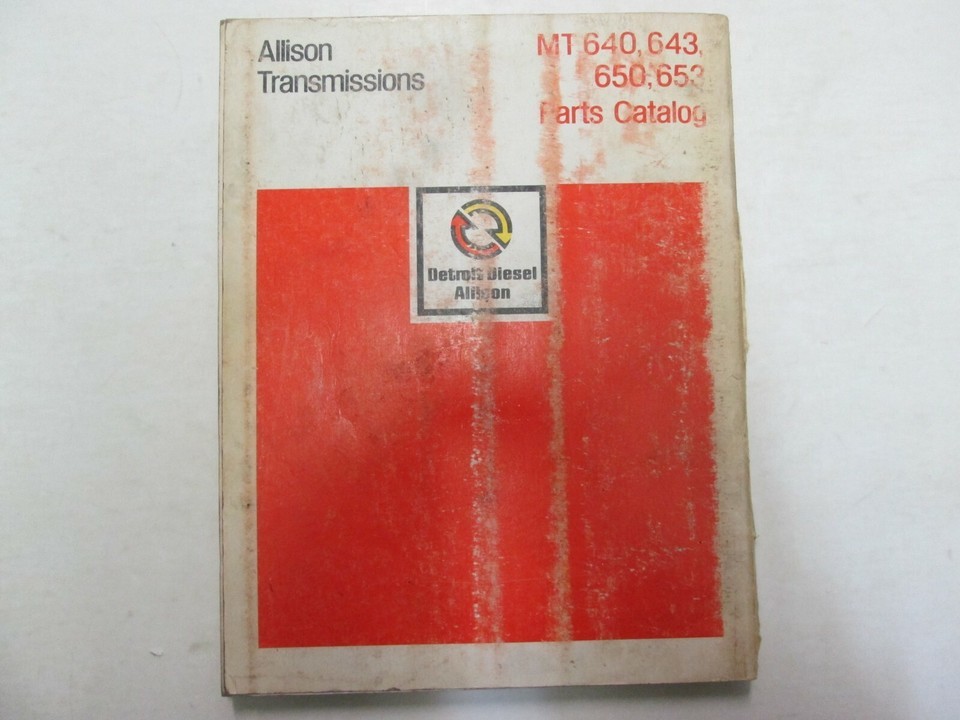 Allison
Transmissions
MT 640, 643,
650, 653
Parts Catalog
Detroit Diesel
Allison